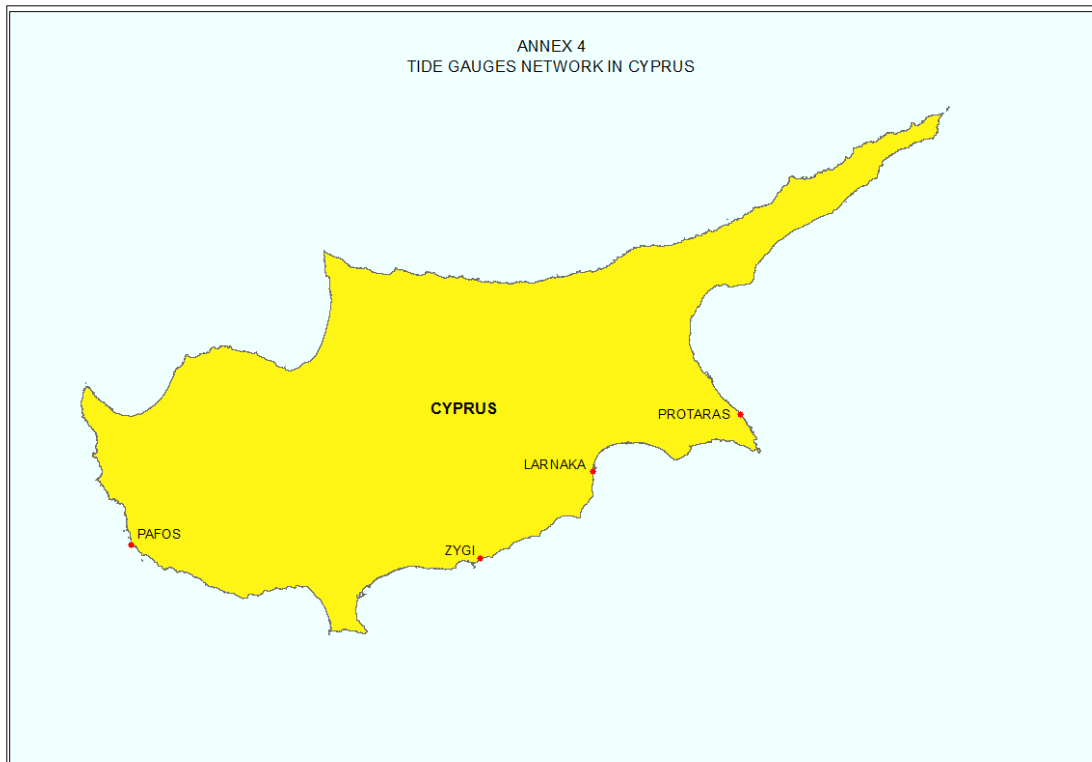 ANNEX 4
TIDE GAUGES NETWORK IN CYPRUS
CYPRUS
PROTARAS
LARNAKA
PAFOS
ZYGI